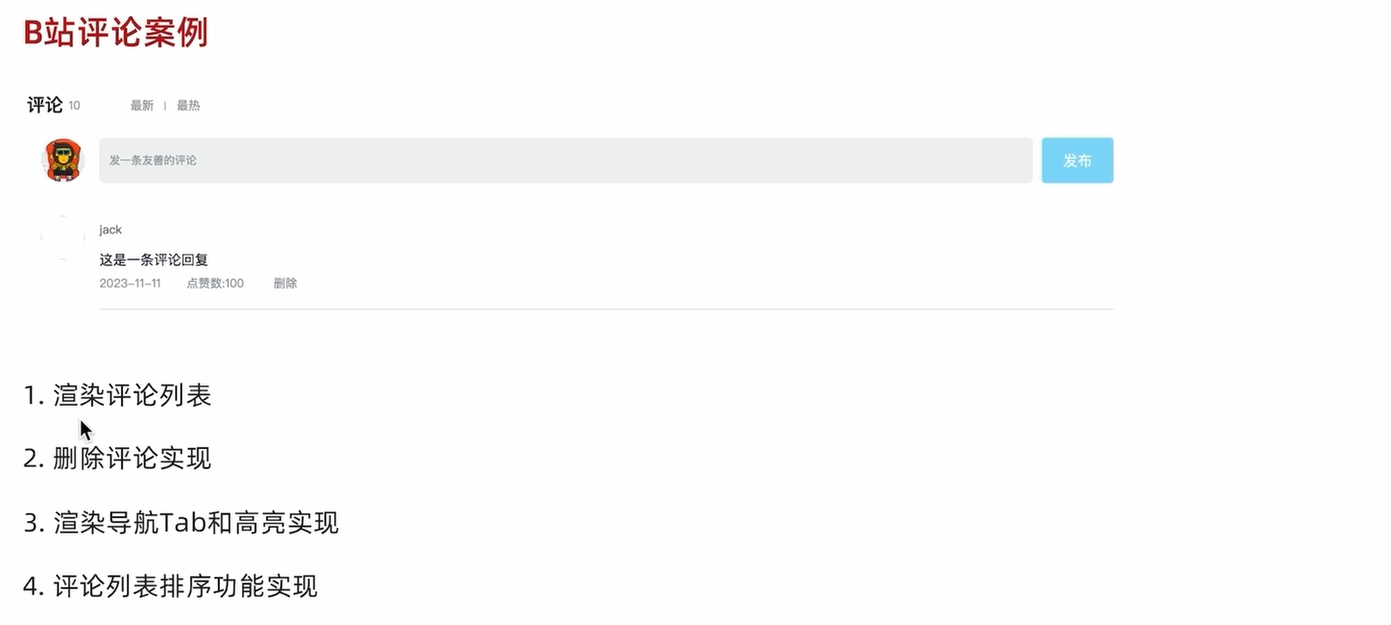 B站评论案例
评论 10 最新 | 最热
发一条友善的评论 发布
jack
这是一条评论回复
2023-11-11 点赞数:100 删除
1. 渲染评论列表
2. 删除评论实现
3. 渲染导航Tab和高亮实现
4. 评论列表排序功能实现